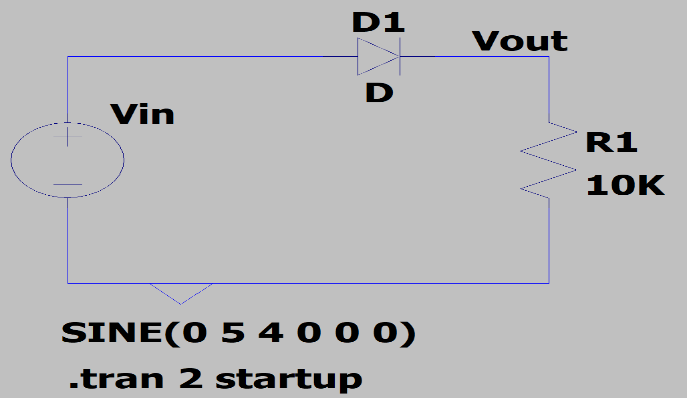 D1
Vout
D
Vin
R1
10K
SINE(0 5 4 0 0 0)
.tran 2 startup